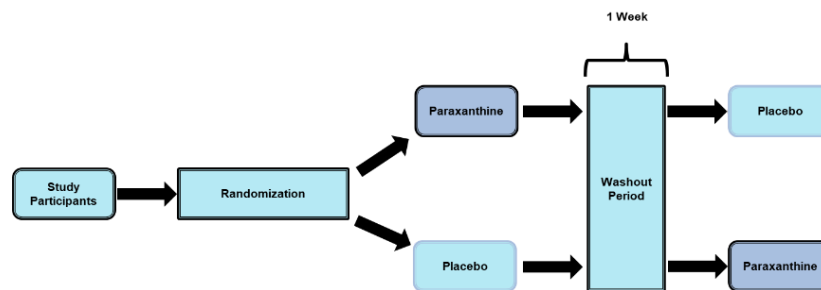 1 Week
Paraxanthine
Placebo
Study
Participants
Randomization
Washout
Period
Placebo
Paraxanthine